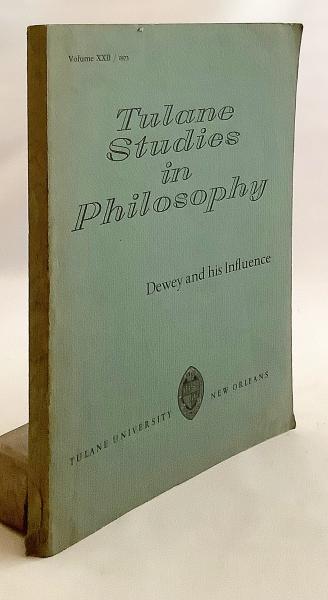 Volume XXII / 1973
Tulane
Studies
in
Philosophy
Dewey and his Influence
TULANE UNIVERSITY NEW ORLEANS